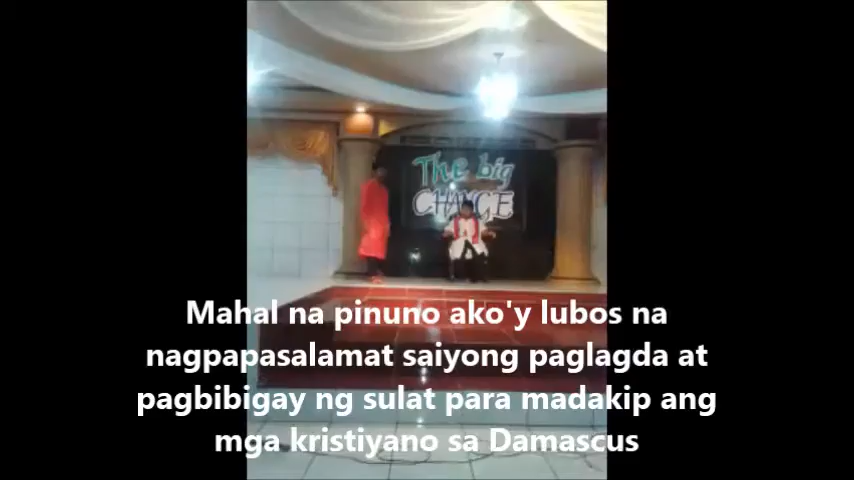 The big
CHANGE
Mahal na pinuno ako'y lubos na
nagpapasalamat saiyong paglagda at
pagbibigay ng sulat para madakip ang
mga kristiyano sa Damascus